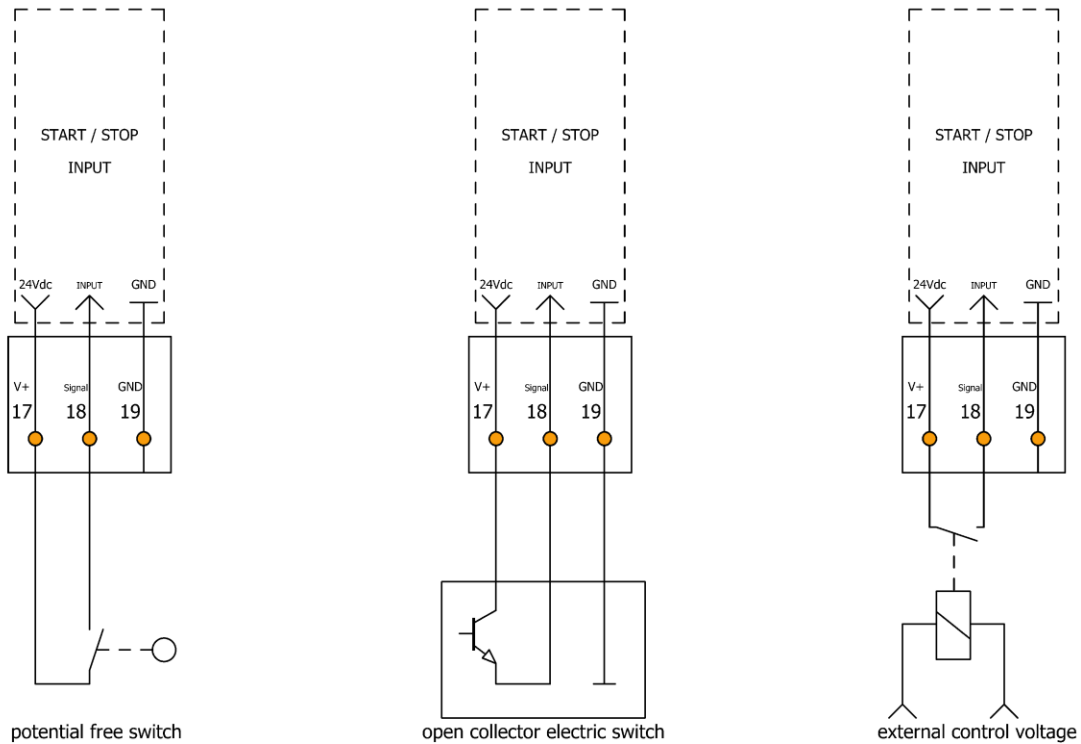 START / STOP
INPUT
24Vdc INPUT GND
V+ Signal GND
17 18 19
potential free switch
START / STOP
INPUT
24Vdc INPUT GND
V+ Signal GND
17 18 19
open collector electric switch
START / STOP
INPUT
24Vdc INPUT GND
V+ Signal GND
17 18 19
external control voltage